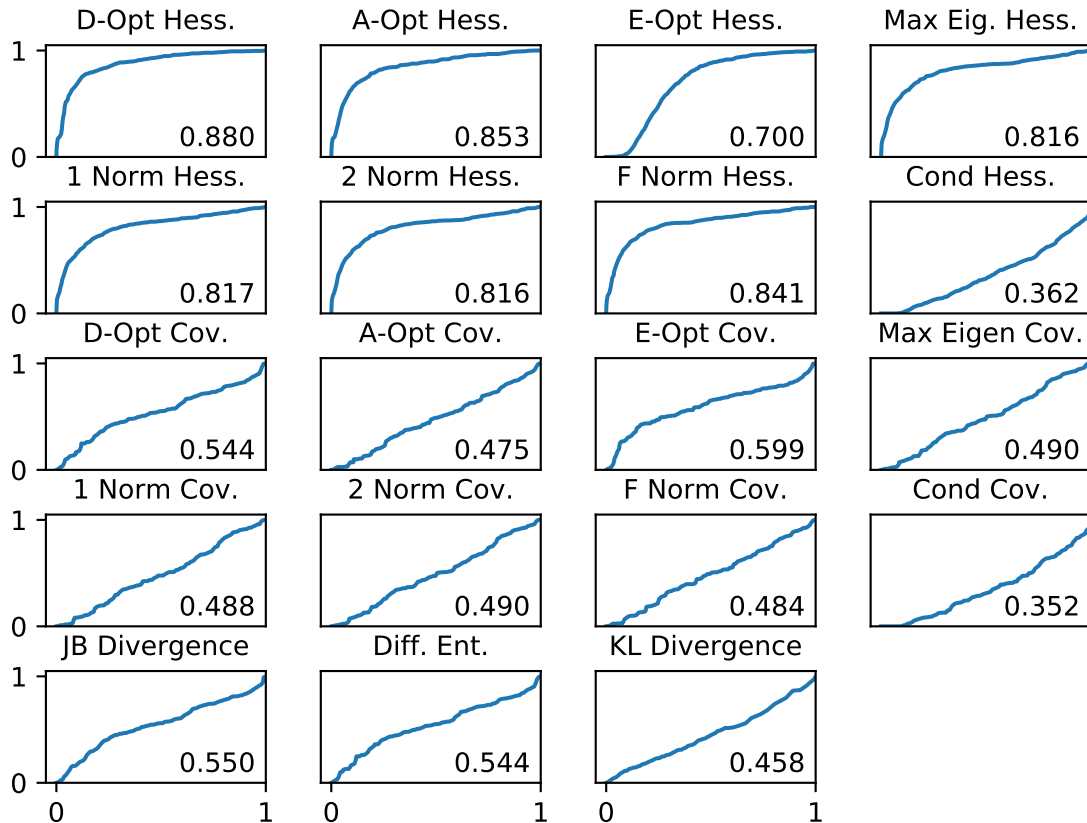 D-Opt Hess. A-Opt Hess. E-Opt Hess. Max Eig. Hess.
1
0.880 0.853 0.700 0.816
0
1 Norm Hess. 2 Norm Hess. F Norm Hess. Cond Hess.
1
0.817 0.816 0.841 0.362
0
D-Opt Cov. A-Opt Cov. E-Opt Cov. Max Eigen Cov.
1
0.544 0.475 0.599 0.490
0
1 Norm Cov. 2 Norm Cov. F Norm Cov. Cond Cov.
1
0.488 0.490 0.484 0.352
0
JB Divergence Diff. Ent. KL Divergence
1
0.550 0.544 0.458
0
0 1 0 1 0 1